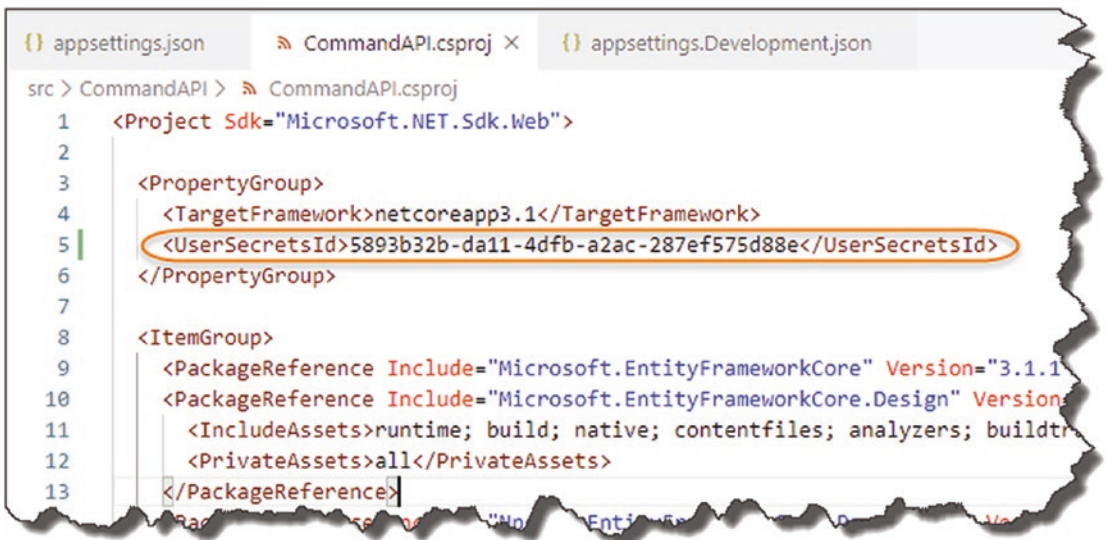 {} appsettings.json CommandAPI.csproj × {} appsettings.Development.json
src > CommandAPI > CommandAPI.csproj
1 <Project Sdk="Microsoft.NET.Sdk.Web">
2
3 <PropertyGroup>
4 <TargetFramework>netcoreapp3.1</TargetFramework>
5 <UserSecretsId>5893b32b-da11-4dfb-a2ac-287ef575d88e</UserSecretsId>
6 </PropertyGroup>
7
8 <ItemGroup>
9 <PackageReference Include="Microsoft.EntityFrameworkCore" Version="3.1.1
10 <PackageReference Include="Microsoft.EntityFrameworkCore.Design" Version
11 <IncludeAssets>runtime; build; native; contentfiles; analyzers;
12 <PrivateAssets>all</PrivateAssets>
13 </PackageReference>